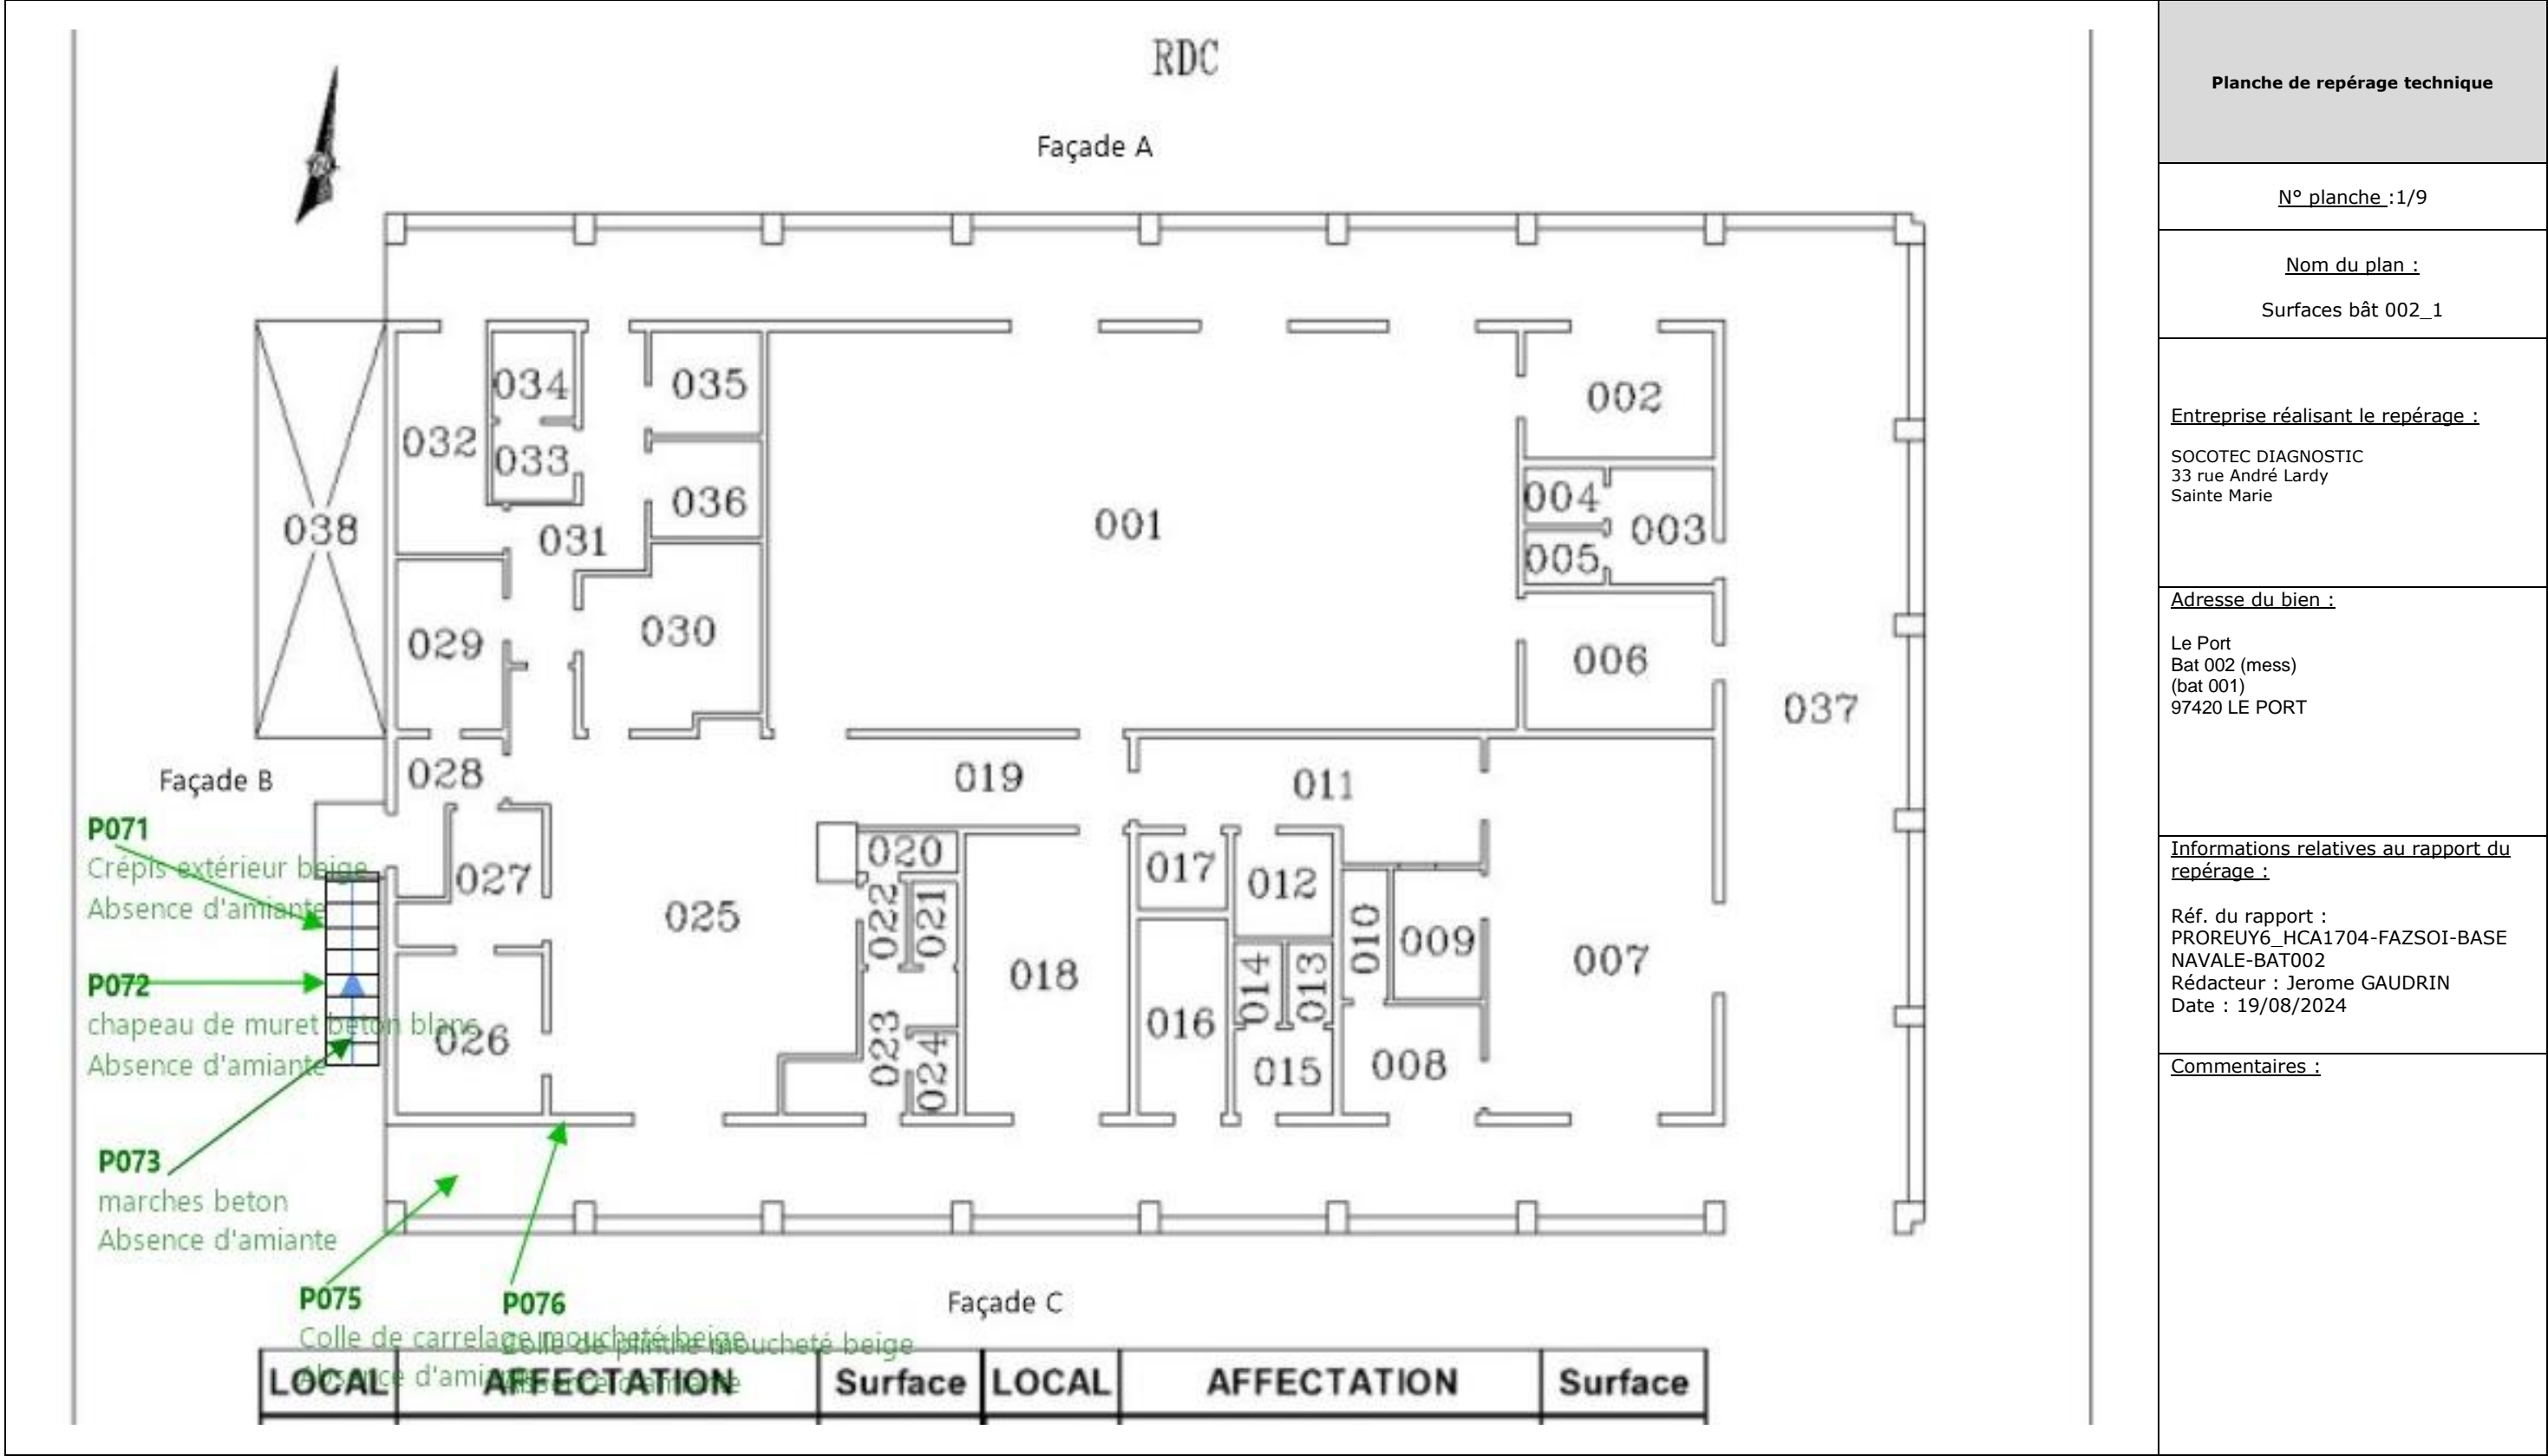 RDC
Façade A
034
035
002
032
033
036
004
038
001
003
031
005
029
030
006
037
028
019
011
Façade B
P071
Crépis extérieur beige
Absence d'amiante
020
017
012
027
025
022
021
010
009
007
018
014
013
P072
chapeau de muret beton blanc
Absence d'amiante
026
016
023
024
015
008
P073
marches beton
Absence d'amiante
P075
Colle de carrelage moucheté beige
Absence d'amiante
P076
Colle de plinthe moucheté beige
Absence d'amiante
Façade C
LOCAL AFFECTATION Surface LOCAL AFFECTATION Surface
Planche de repérage technique
N° planche :1/9
Nom du plan :
Surfaces bât 002_1
Entreprise réalisant le repérage :
SOCOTEC DIAGNOSTIC
33 rue André Lardy
Sainte Marie
Adresse du bien :
Le Port
Bat 002 (mess)
(bat 001)
97420 LE PORT
Informations relatives au rapport du
repérage :
Réf. du rapport :
PROREUY6_HCA1704-FAZSOI-BASE
NAVALE-BAT002
Rédacteur : Jerome GAUDRIN
Date : 19/08/2024
Commentaires :